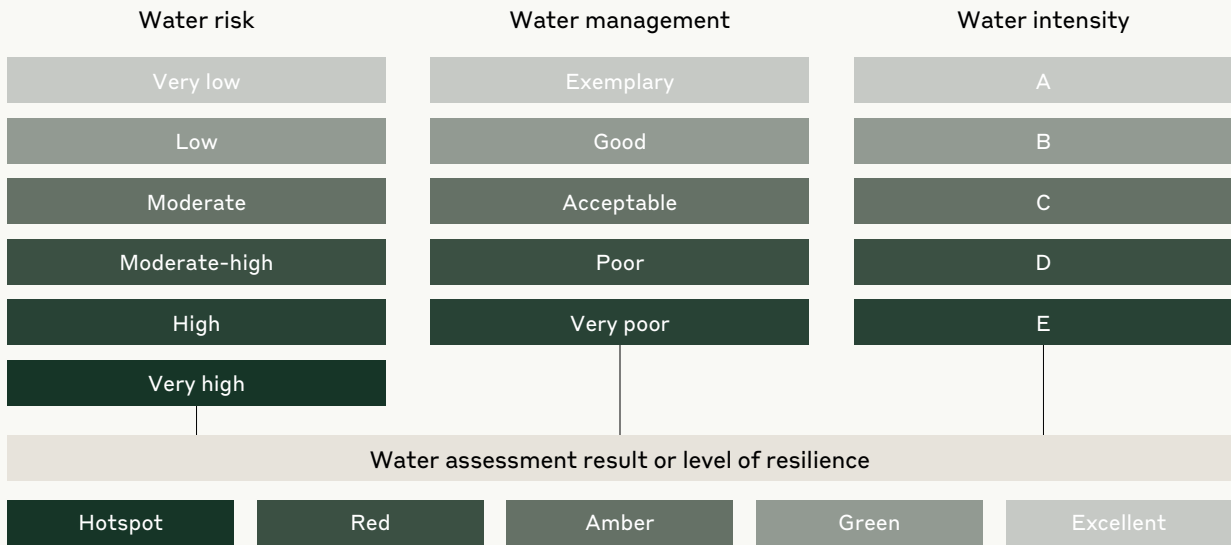 Water risk
Water management
Water intensity
Very low
Exemplary
A
Low
Good
B
Moderate
Acceptable
C
Moderate-high
Poor
D
High
Very poor
E
Very high
Water assessment result or level of resilience
Hotspot
Red
Amber
Green
Excellent